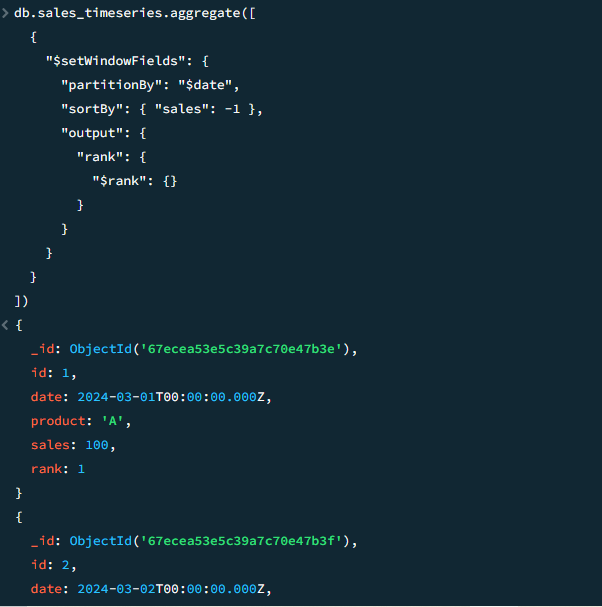 > db.sales_timeseries.aggregate([
  {
    "$setWindowFields": {
      "partitionBy": "$date",
      "sortBy": { "sales": -1 },
      "output": {
        "rank": {
          "$rank": {}
        }
      }
    }
  }
])
< {
  _id: ObjectId('67ecea53e5c39a7c70e47b3e'),
  id: 1,
  date: 2024-03-01T00:00:00.000Z,
  product: 'A',
  sales: 100,
  rank: 1
}
{
  _id: ObjectId('67ecea53e5c39a7c70e47b3f'),
  id: 2,
  date: 2024-03-02T00:00:00.000Z,